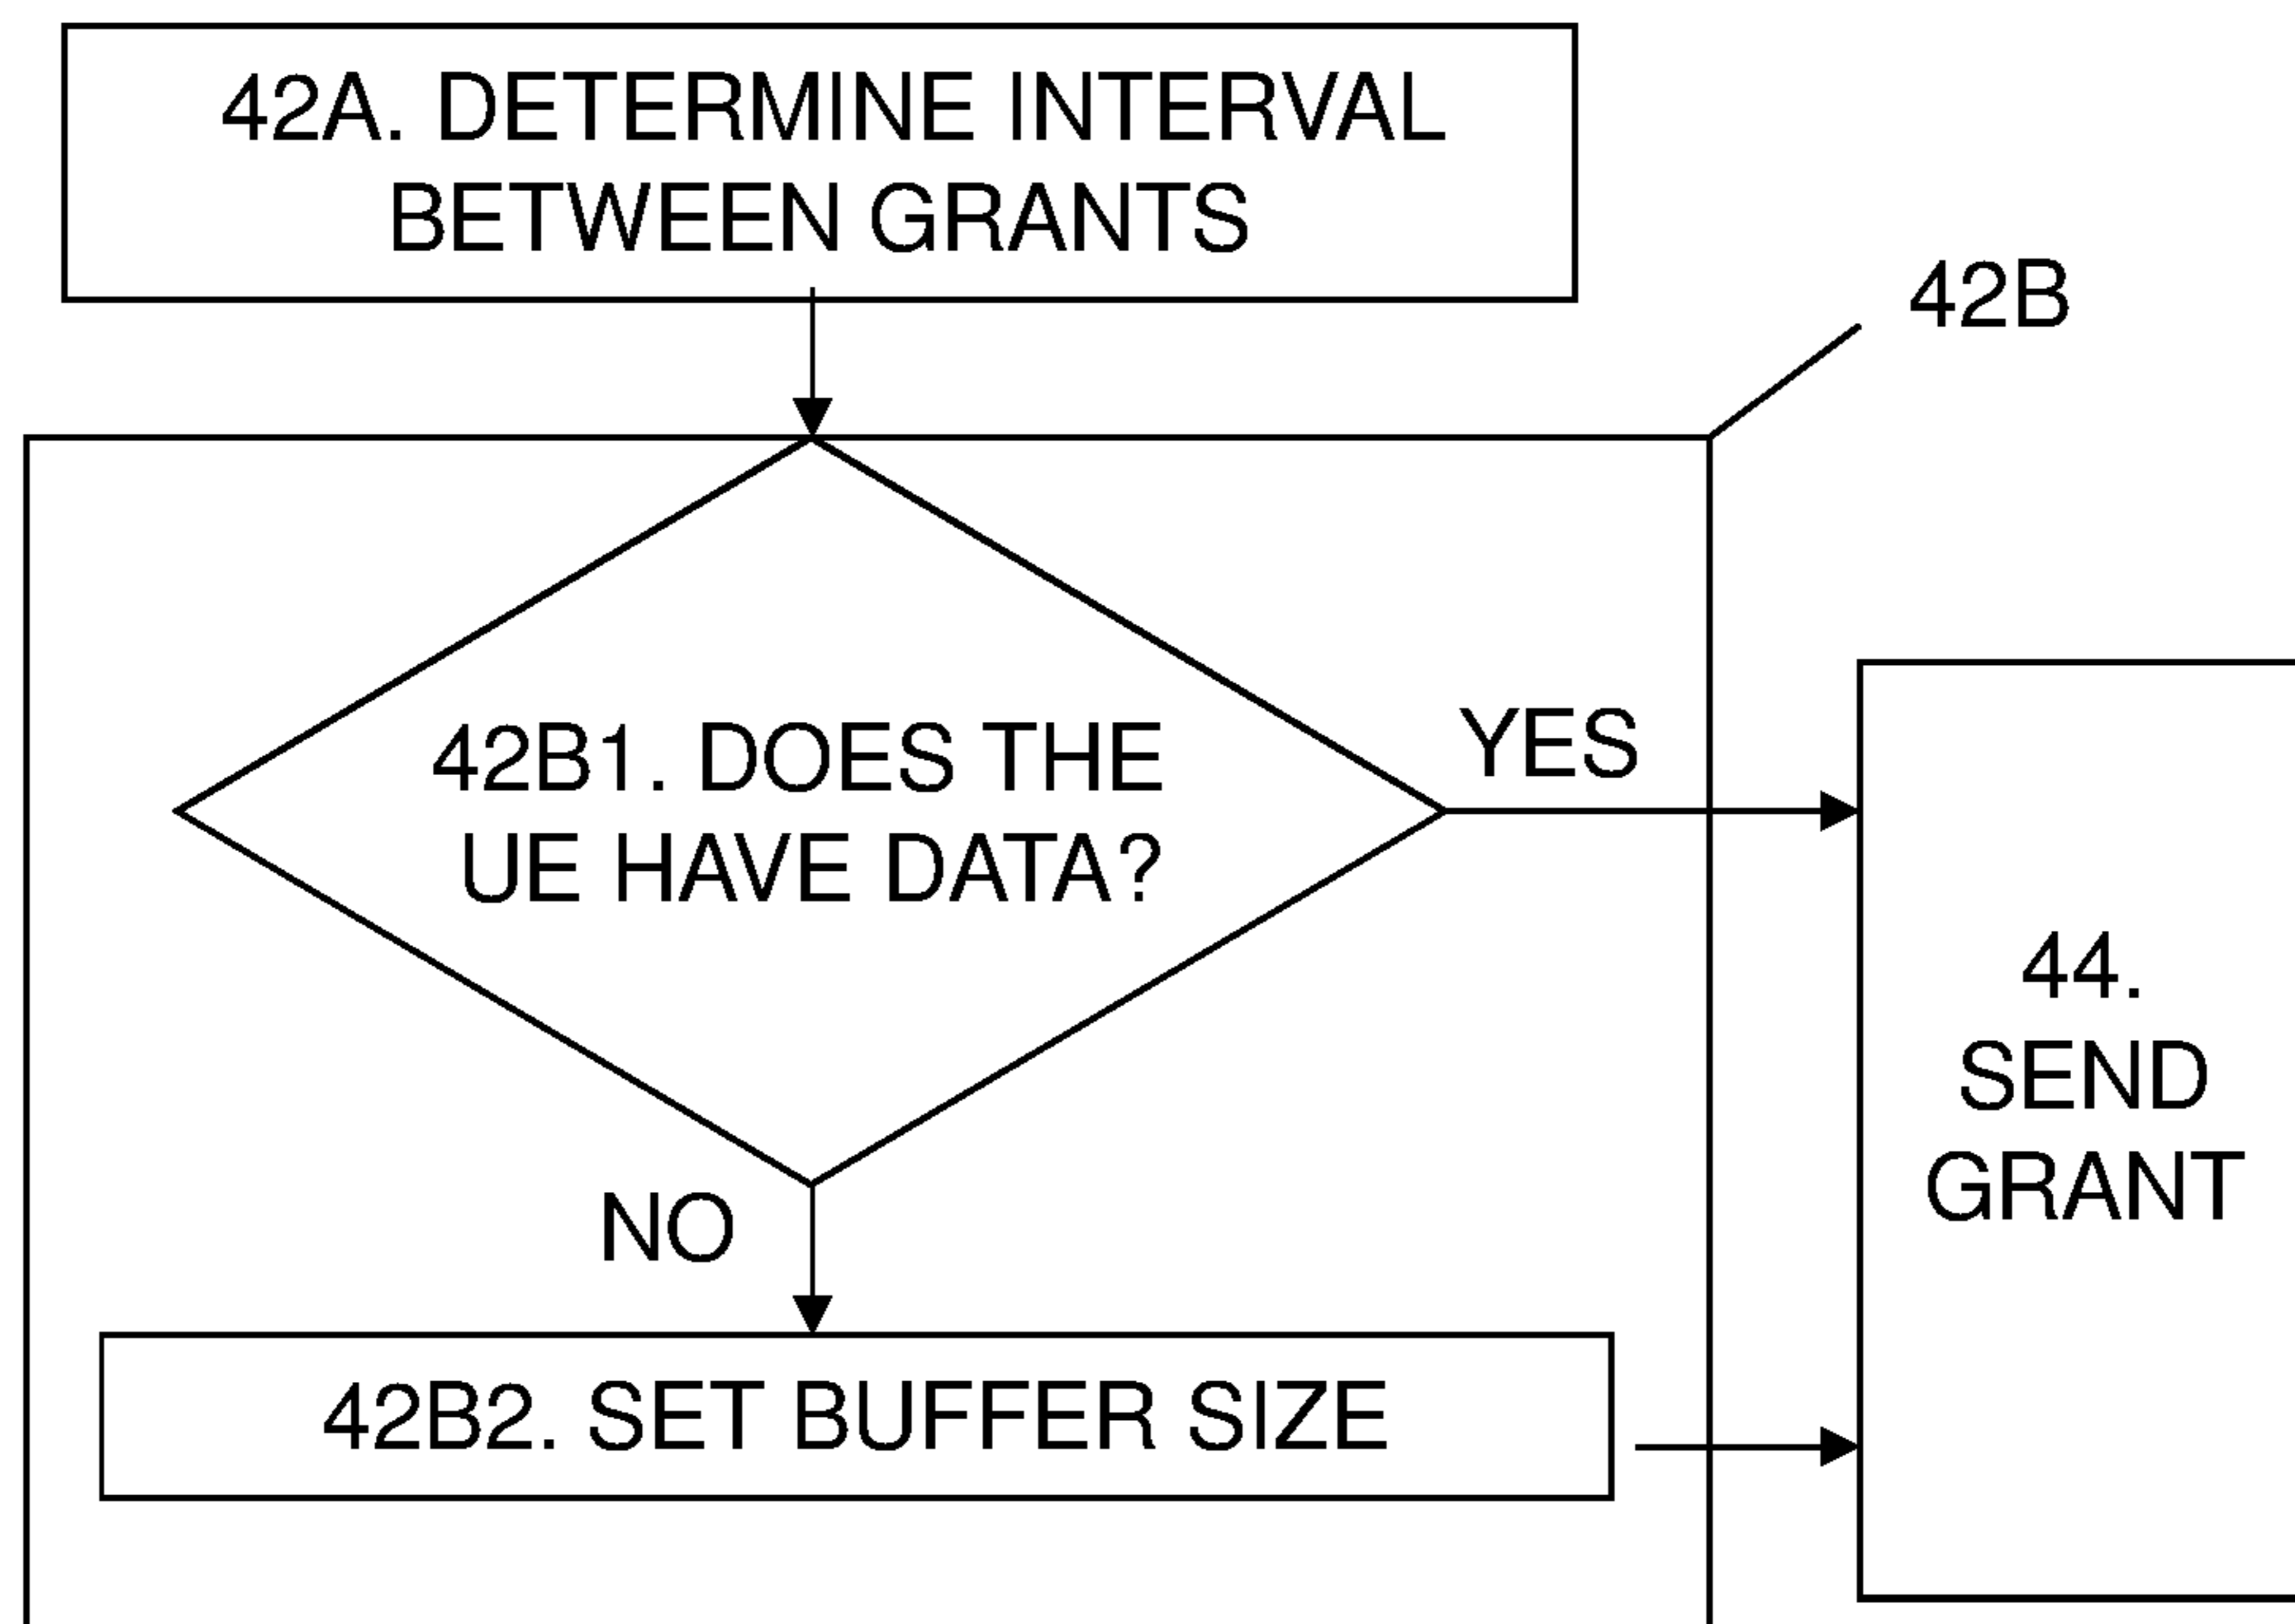 42A. DETERMINE INTERVAL
BETWEEN GRANTS
42B
42B1. DOES THE
UE HAVE DATA?
YES
44.
SEND
GRANT
NO
42B2. SET BUFFER SIZE